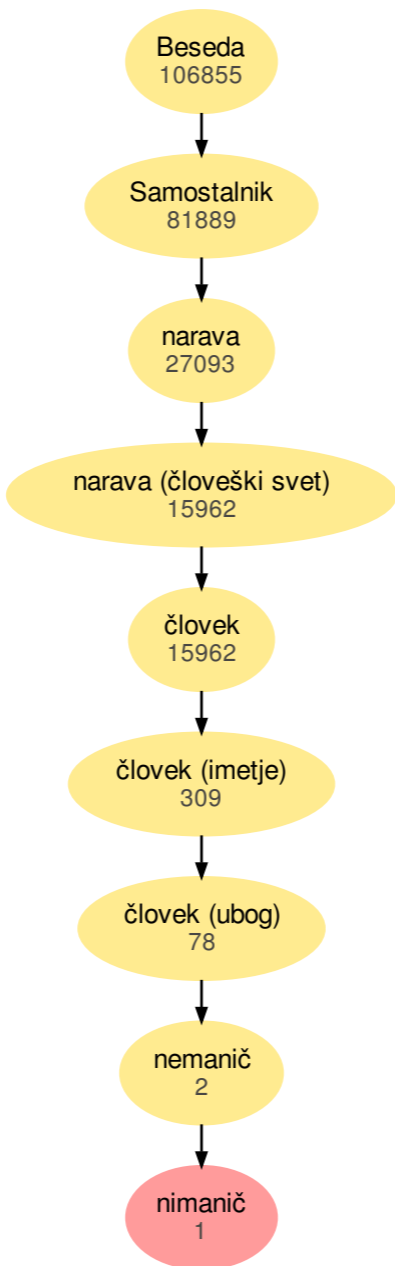 Beseda
106855
Samostalnik
81889
narava
27093
narava (človeški svet)
15962
človek
15962
človek (imetje)
309
človek (ubog)
78
nemanič
2
nimanič
1